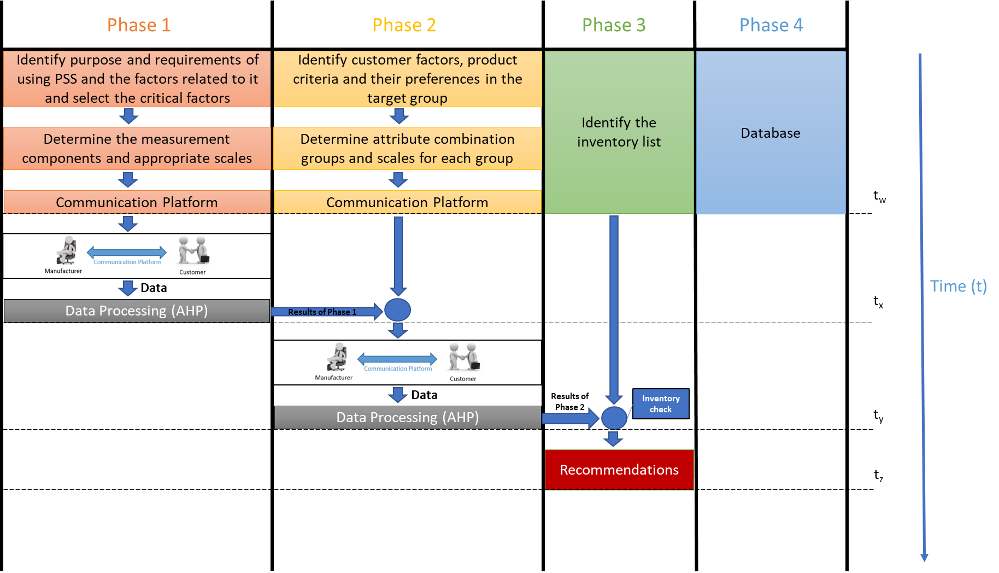 Phase 1
Phase 2
Phase 3
Phase 4
Identify purpose and requirements of
using PSS and the factors related to it
and select the critical factors
Identify customer factors, product
criteria and their preferences in the
target group
Identify the
inventory list
Database
Determine the measurement
components and appropriate scales
Determine attribute combination
groups and scales for each group
Communication Platform
Communication Platform
tw
Manufacturer
Communication Platform
Customer
Data
Data Processing (AHP)
Results of Phase 1
tx
Time (t)
Manufacturer
Communication Platform
Customer
Data
Data Processing (AHP)
Results of
Phase 2
Inventory
check
ty
Recommendations
tz